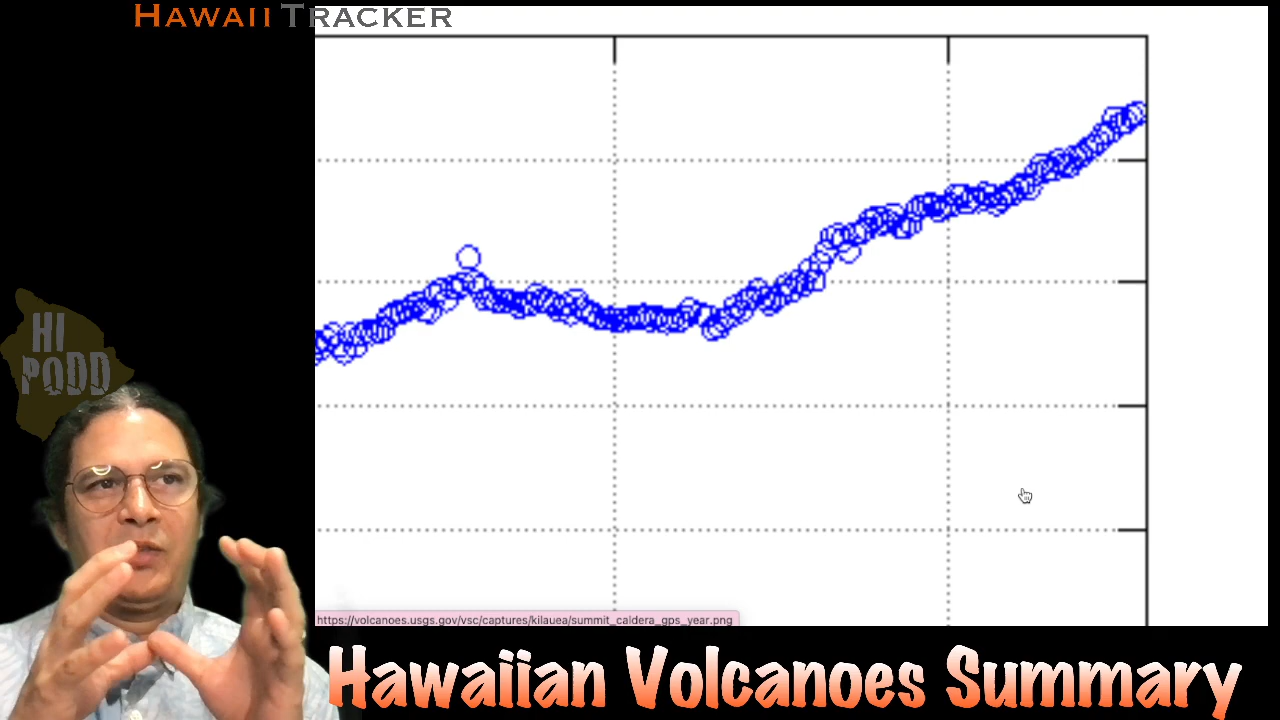 HAWAII TRACKER
HI
PODD
https://volcanoes.usgs.gov/vsc/captures/kilauea/summit_caldera_gps_year.png
Hawaiian Volcanoes Summary